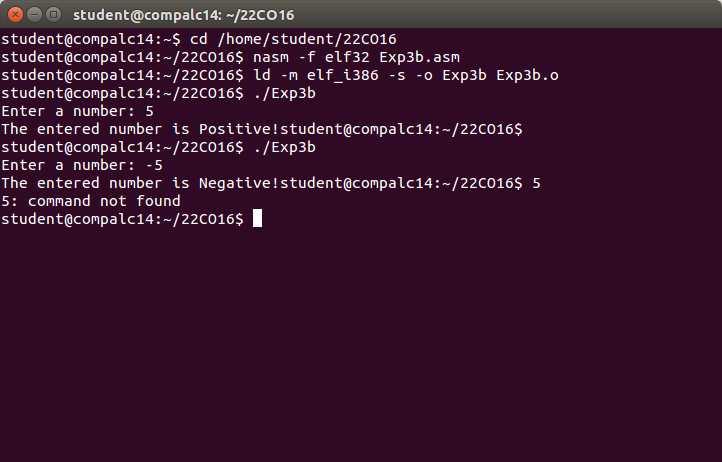 student@compalc14: ~/22CO16
student@compalc14:~$ cd /home/student/22CO16
student@compalc14:~/22CO16$ nasm -f elf32 Exp3b.asm
student@compalc14:~/22CO16$ ld -m elf_i386 -s -o Exp3b Exp3b.o
student@compalc14:~/22CO16$ ./Exp3b
Enter a number: 5
The entered number is Positive!student@compalc14:~/22CO16$
student@compalc14:~/22CO16$ ./Exp3b
Enter a number: -5
The entered number is Negative!student@compalc14:~/22CO16$ 5
5: command not found
student@compalc14:~/22CO16$